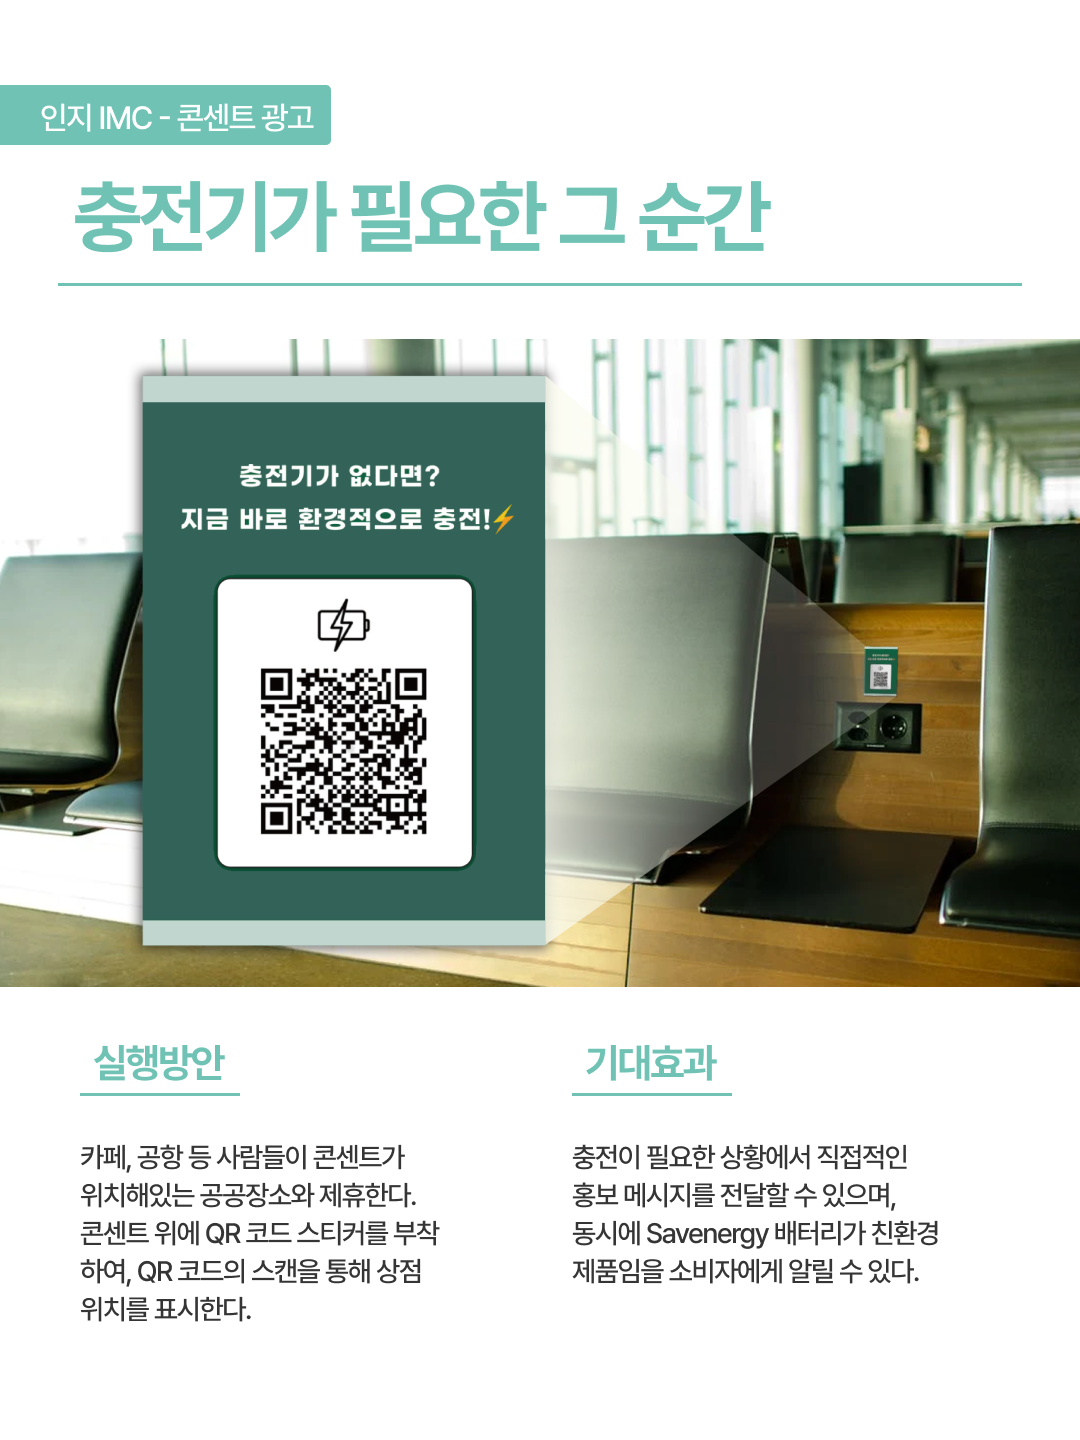 인지 IMC - 콘센트 광고
충전기가 필요한 그 순간
충전기가 없다면?
지금 바로 환경적으로 충전!⚡
실행방안
카페, 공항 등 사람들이 콘센트가
위치해있는 공공장소와 제휴한다.
콘센트 위에 QR 코드 스티커를 부착
하여, QR 코드의 스캔을 통해 상점
위치를 표시한다.
기대효과
충전이 필요한 상황에서 직접적인
홍보 메시지를 전달할 수 있으며,
동시에 Savenergy 배터리가 친환경
제품임을 소비자에게 알릴 수 있다.